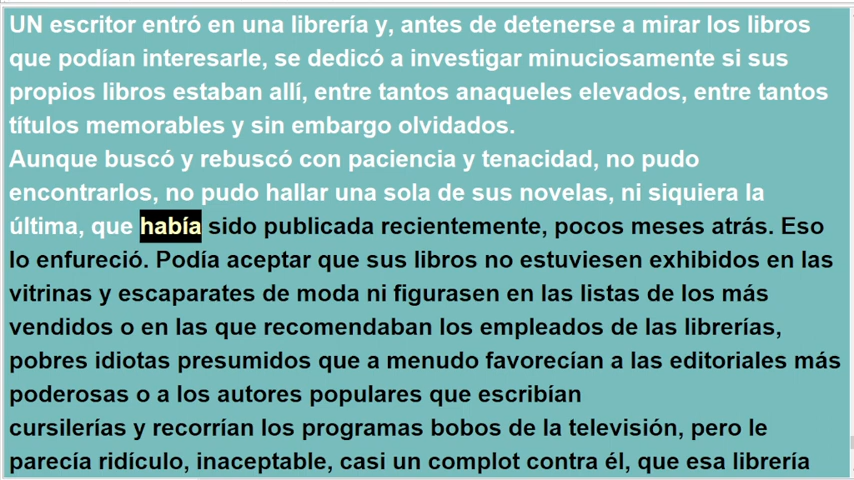 UN escritor entró en una librería y, antes de detenerse a mirar los libros
que podían interesarle, se dedicó a investigar minuciosamente si sus
propios libros estaban allí, entre tantos anaqueles elevados, entre tantos
títulos memorables y sin embargo olvidados.
Aunque buscó y rebuscó con paciencia y tenacidad, no pudo
encontrarlos, no pudo hallar una sola de sus novelas, ni siquiera la
última, que había sido publicada recientemente, pocos meses atrás. Eso
lo enfureció. Podía aceptar que sus libros no estuviesen exhibidos en las
vitrinas y escaparates de moda ni figurasen en las listas de los más
vendidos o en las que recomendaban los empleados de las librerías,
pobres idiotas presumidos que a menudo favorecían a las editoriales más
poderosas o a los autores populares que escribían
cursilerías y recorrían los programas bobos de la televisión, pero le
parecía ridículo, inaceptable, casi un complot contra él, que esa librería